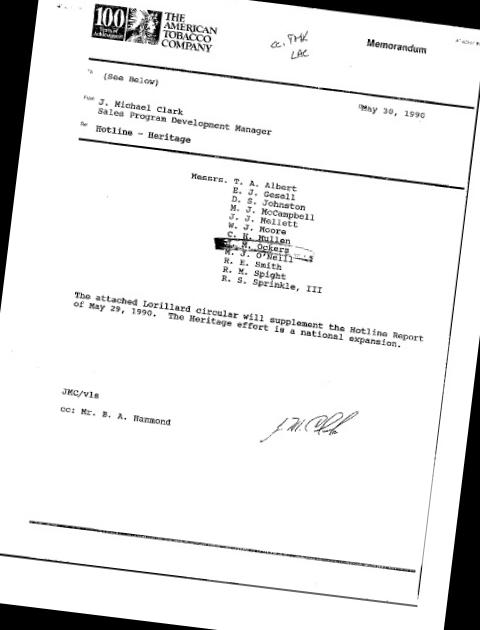 100
Years of Achievement
THE
AMERICAN
TOBACCO
COMPANY
cc: FMK
LAC
Memorandum
To (See Below)
Date May 30, 1990
From J. Michael Clark
Sales Program Development Manager
Re Hotline - Heritage
Messrs. T. A. Albert
E. J. Gesell
D. S. Johnston
M. J. McCampbell
J. J. Mellett
W. J. Moore
C. H. Mullen
M. Ockers
M. J. O'Neill
R. E. Smith
R. M. Spight
R. S. Sprinkle, III
The attached Lorillard circular will supplement the Hotline Report
of May 29, 1990. The Heritage effort is a national expansion.
JMC/vls
cc: Mr. B. A. Hammond
J. M. Clark